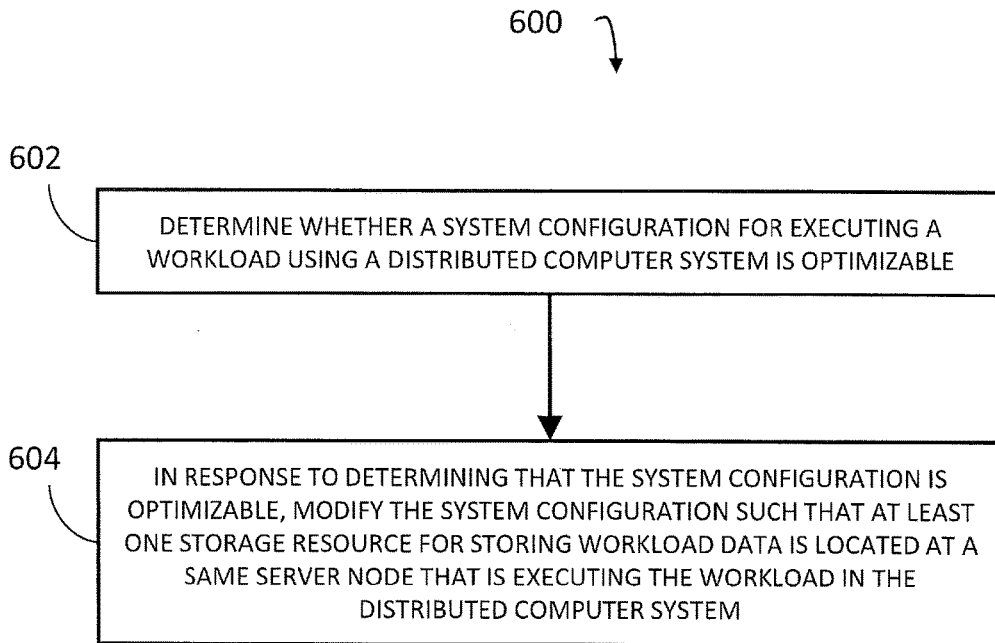 600
602
DETERMINE WHETHER A SYSTEM CONFIGURATION FOR EXECUTING A
WORKLOAD USING A DISTRIBUTED COMPUTER SYSTEM IS OPTIMIZABLE
604
IN RESPONSE TO DETERMINING THAT THE SYSTEM CONFIGURATION IS
OPTIMIZABLE, MODIFY THE SYSTEM CONFIGURATION SUCH THAT AT LEAST
ONE STORAGE RESOURCE FOR STORING WORKLOAD DATA IS LOCATED AT A
SAME SERVER NODE THAT IS EXECUTING THE WORKLOAD IN THE
DISTRIBUTED COMPUTER SYSTEM